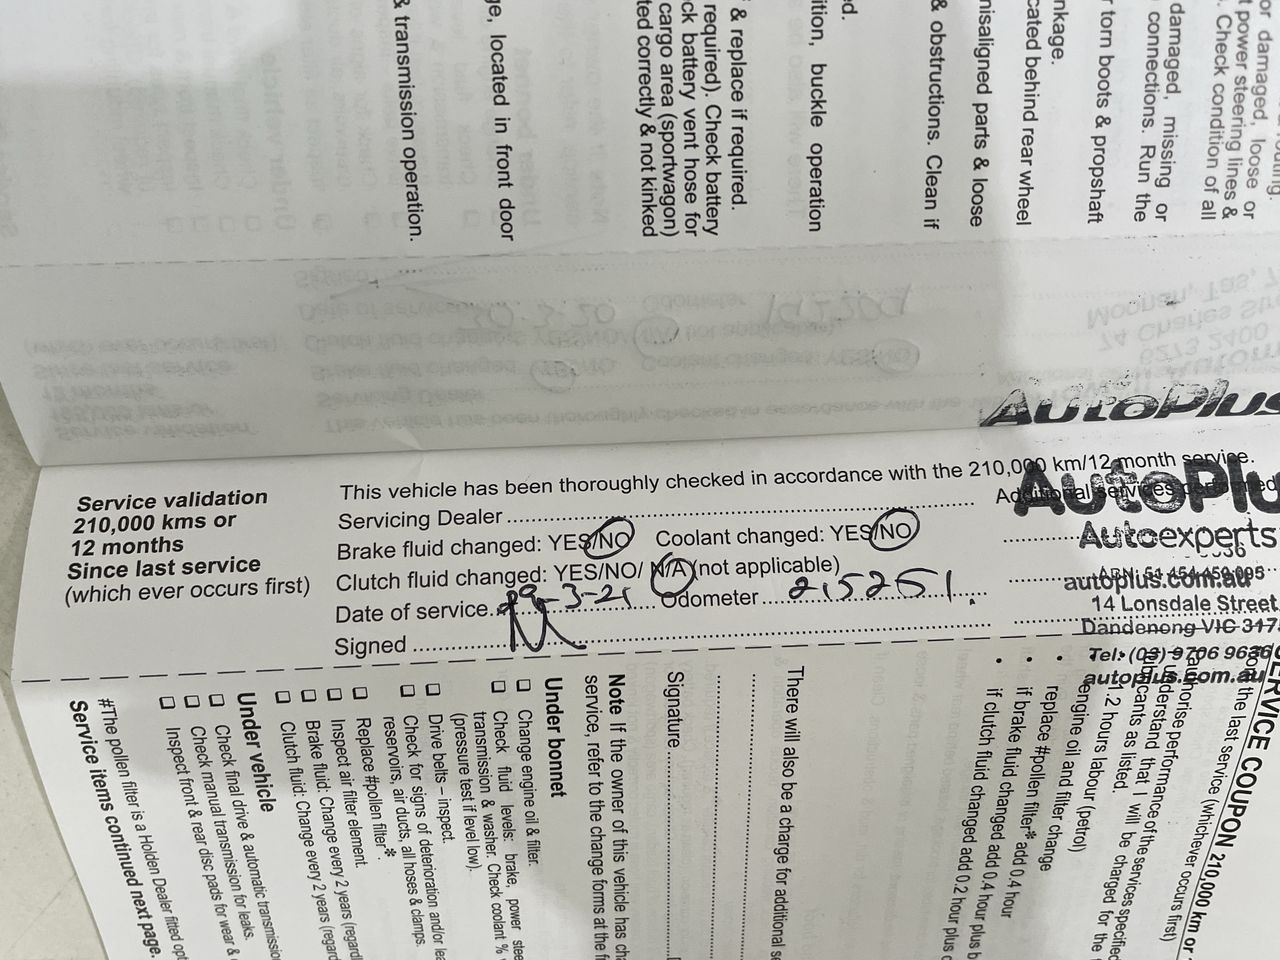 & transmission operation.
ge, located in front door
& replace if required.
required). Check battery
ck battery vent hose for
cargo area (sportwagon)
ted correctly & not kinked
ed.
ition, buckle operation
& obstructions. Clean if
nisaligned parts & loose
cated behind rear wheel
nkage.
r torn boots & propshaft
damaged, missing or
connections. Run the
or damaged, loose or
t power steering lines &
. Check condition of all
AutoPlus
Service validation
210,000 kms or
12 months
Since last service
(which ever occurs first)
This vehicle has been thoroughly checked in accordance with the 210,000 km/12 month service.
Servicing Dealer
Additional services
Brake fluid changed: YES/NO Coolant changed: YES/NO
Clutch fluid changed: YES/NO/ N/A (not applicable)
Date of service 29-3-21 Odometer 215251.
Signed
AutoPlu
Autoexperts
autoplus.com.au
14 Lonsdale Street
Dandenong VIC 317
Tel: (03) 9706 9636
autoplus.com.au
SERVICE COUPON 210,000 km or
the last service (whichever occurs first)
authorise performance of the services specified
understand that I will be charged for the
as listed.
1.2 hours labour (petrol)
engine oil and filter change
• replace #pollen filter* add 0.4 hour
• if brake fluid changed add 0.4 hour plus b
• if clutch fluid changed add 0.2 hour plus c
There will also be a charge for additional se
Signature
Note If the owner of this vehicle has cha
service, refer to the change forms at the f
Under bonnet
❑ Change engine oil & filter.
❑ Check fluid levels: brake, power stee
transmission & washer. Check coolant %
(pressure test if level low).
❑ Drive belts – inspect.
❑ Check for signs of deterioration and/or lea
reservoirs, air ducts, all hoses & clamps.
❑ Replace #pollen filter*
❑ Inspect air filter element.
❑ Brake fluid: Change every 2 years (regardl
❑ Clutch fluid: Change every 2 years (regard
Under vehicle
❑ Check final drive & automatic transmissio
❑ Check manual transmission for leaks.
❑ Inspect front & rear disc pads for wear &
#The pollen filter is a Holden Dealer fitted opt
Service items continued next page.